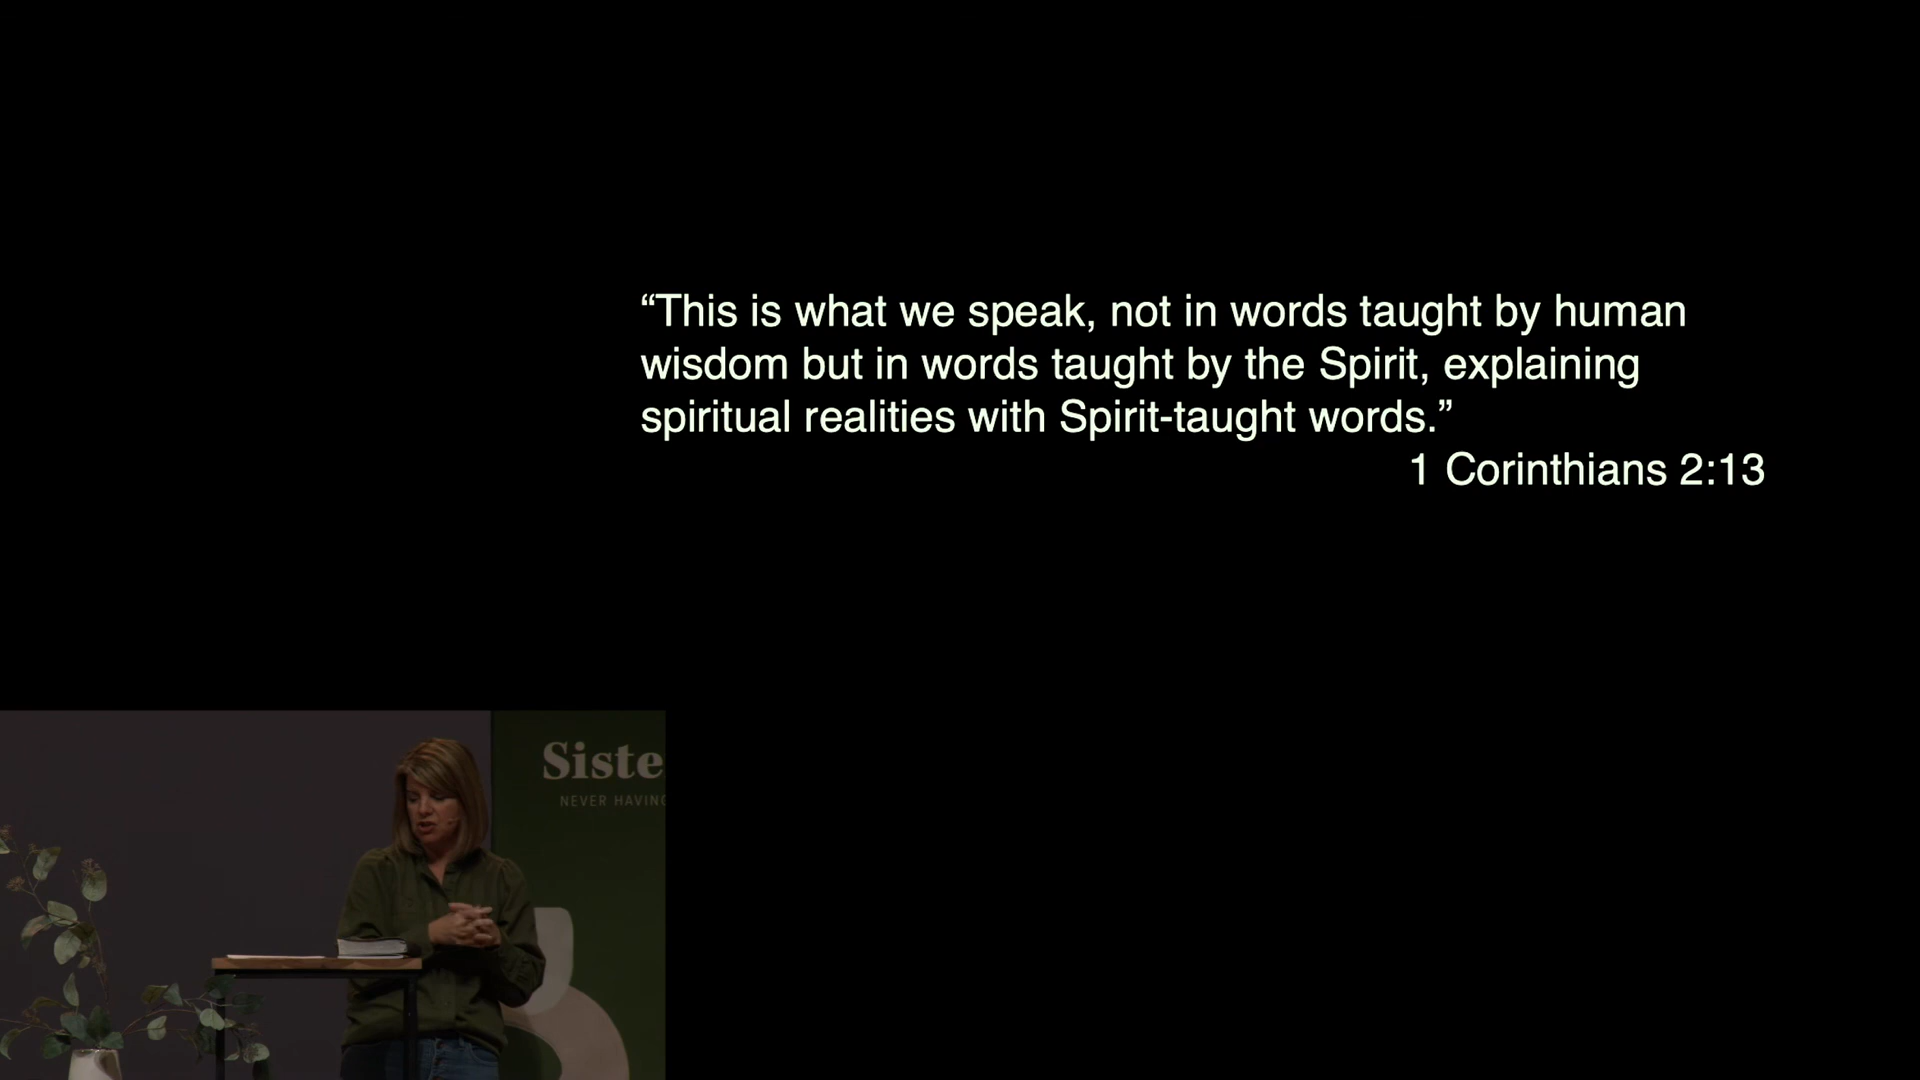 “This is what we speak, not in words taught by human
wisdom but in words taught by the Spirit, explaining
spiritual realities with Spirit-taught words.”
1 Corinthians 2:13
Siste
NEVER HAVING